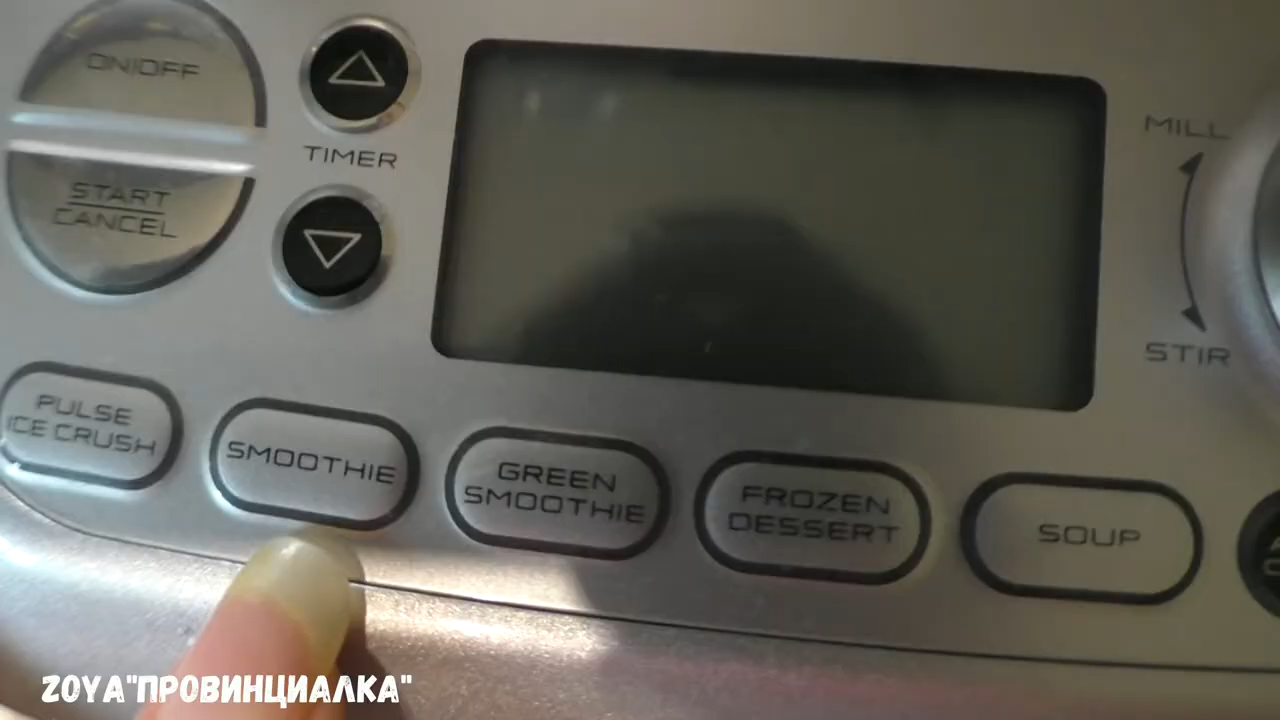 ON/OFF
START
CANCEL
TIMER
MILL
STIR
PULSE
ICE CRUSH
SMOOTHIE
GREEN
SMOOTHIE
FROZEN
DESSERT
SOUP
ZOYA"ПРОВИНЦИАЛКА"